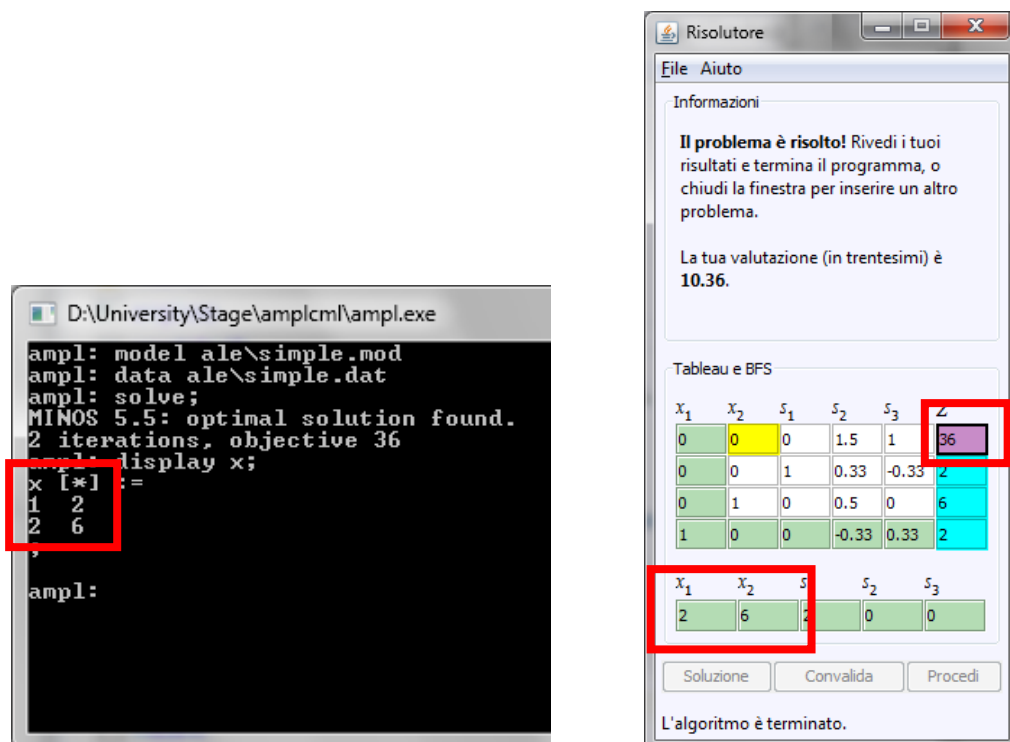 D:\University\Stage\amplcml\ampl.exe
ampl: model ale\simple.mod
ampl: data ale\simple.dat
ampl: solve;
MINOS 5.5: optimal solution found.
2 iterations, objective 36
ampl: display x;
x [*] :=
1 2
2 6
;
ampl:
Risolutore
File Aiuto
Informazioni
Il problema è risolto! Rivedi i tuoi
risultati e termina il programma, o
chiudi la finestra per inserire un altro
problema.
La tua valutazione (in trentesimi) è
10.36.
Tableau e BFS
x1 x2 s1 s2 s3
0 0 0 1.5 1 36
0 0 1 0.33 -0.33 2
0 1 0 0.5 0 6
1 0 0 -0.33 0.33 2
x1 x2 s s2 s3
2 6 2 0 0
Soluzione Convalida Procedi
L'algoritmo è terminato.